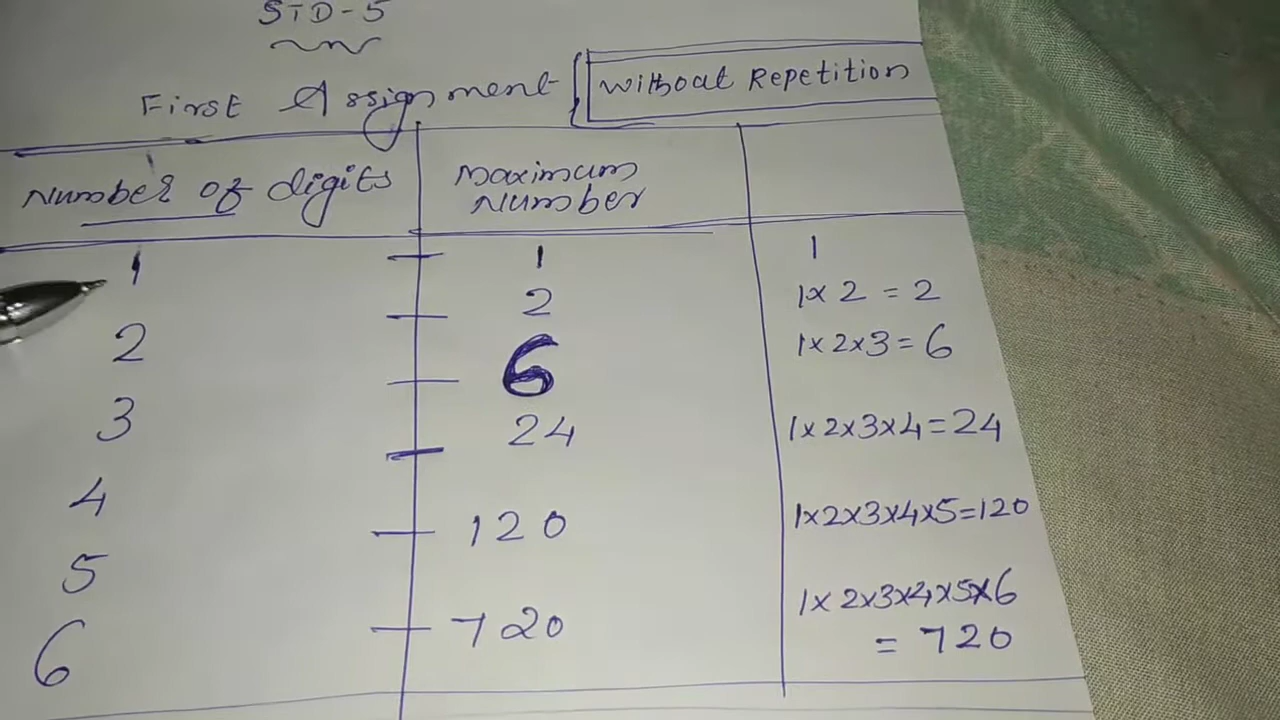 STD-5
First Assignment [without Repetition
Number of digits
Maximum
Number
1 1 1
2 2 1x2=2
3 6 1x2x3=6
4 24 1x2x3x4=24
5 120 1x2x3x4x5=120
6 720 1x2x3x4x5x6
=720